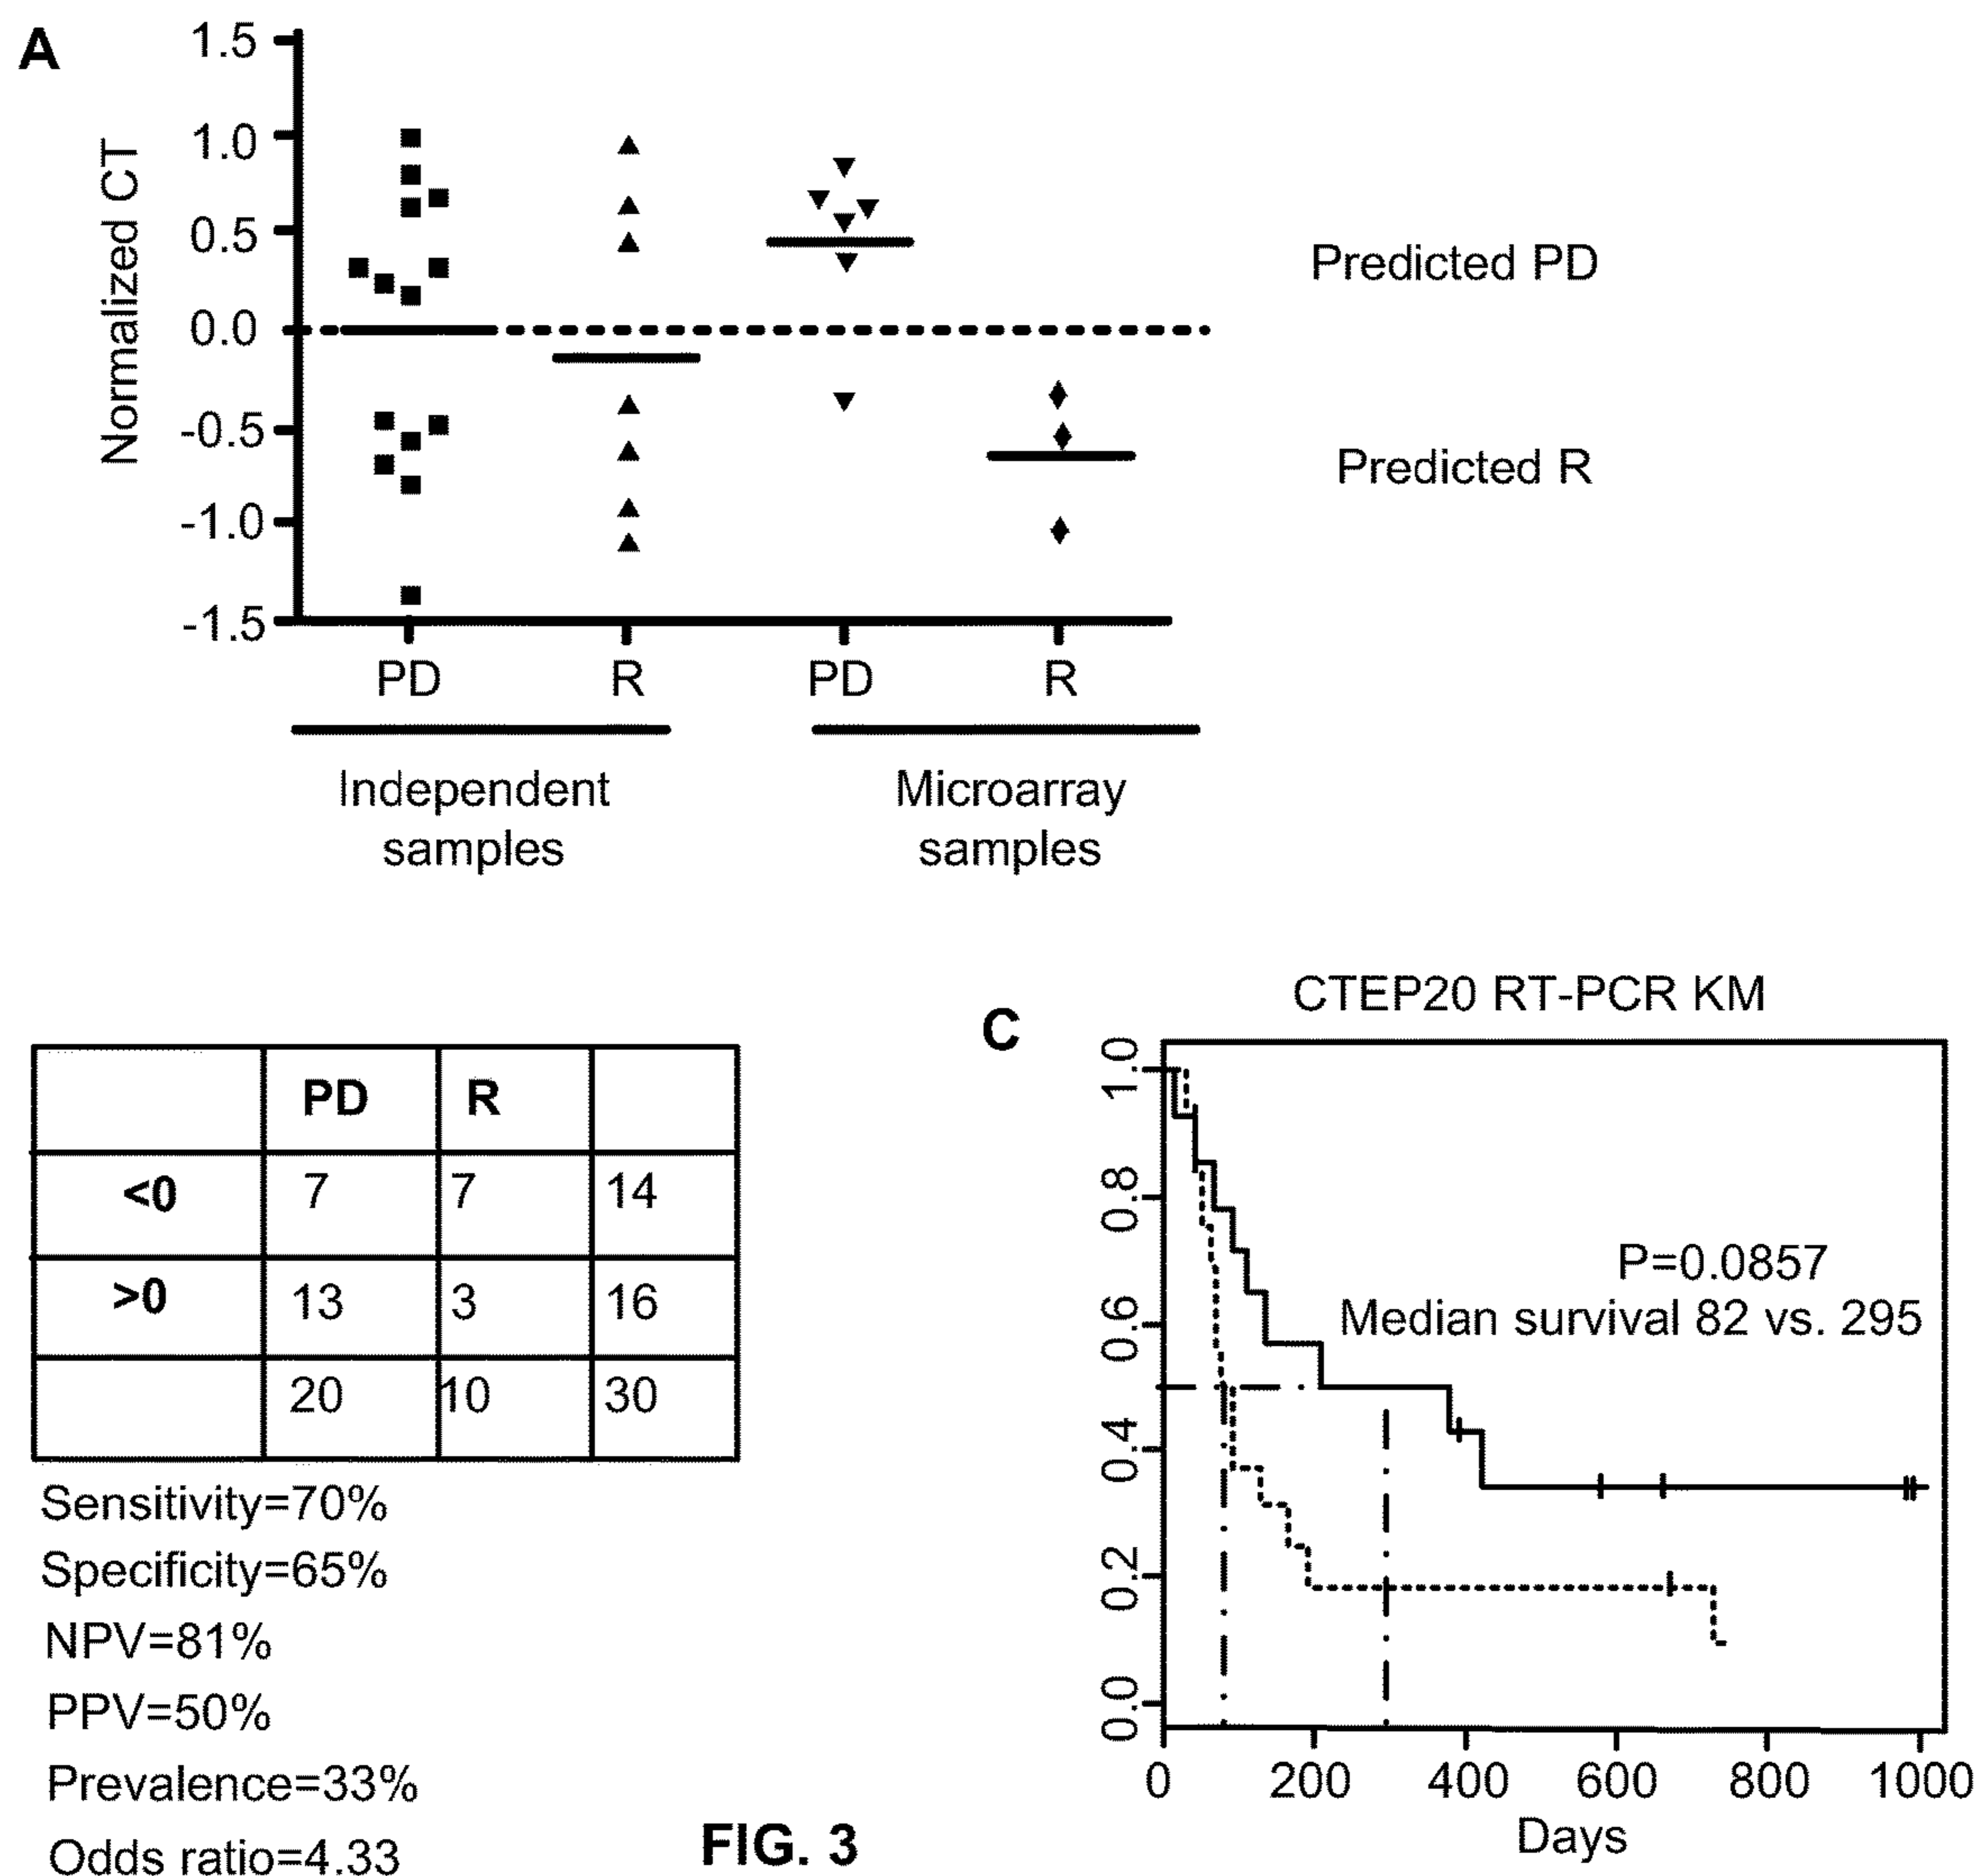 A
1.5
1.0
0.5
0.0
-0.5
-1.0
-1.5
Normalized CT
Predicted PD
Predicted R
PD R PD R
Independent
samples
Microarray
samples
PD R
<0 7 7 14
>0 13 3 16
20 10 30
Sensitivity=70%
Specificity=65%
NPV=81%
PPV=50%
Prevalence=33%
Odds ratio=4.33
C
CTEP20 RT-PCR KM
1.0
0.8
0.6
0.4
0.2
0.0
P=0.0857
Median survival 82 vs. 295
0 200 400 600 800 1000
Days
FIG. 3